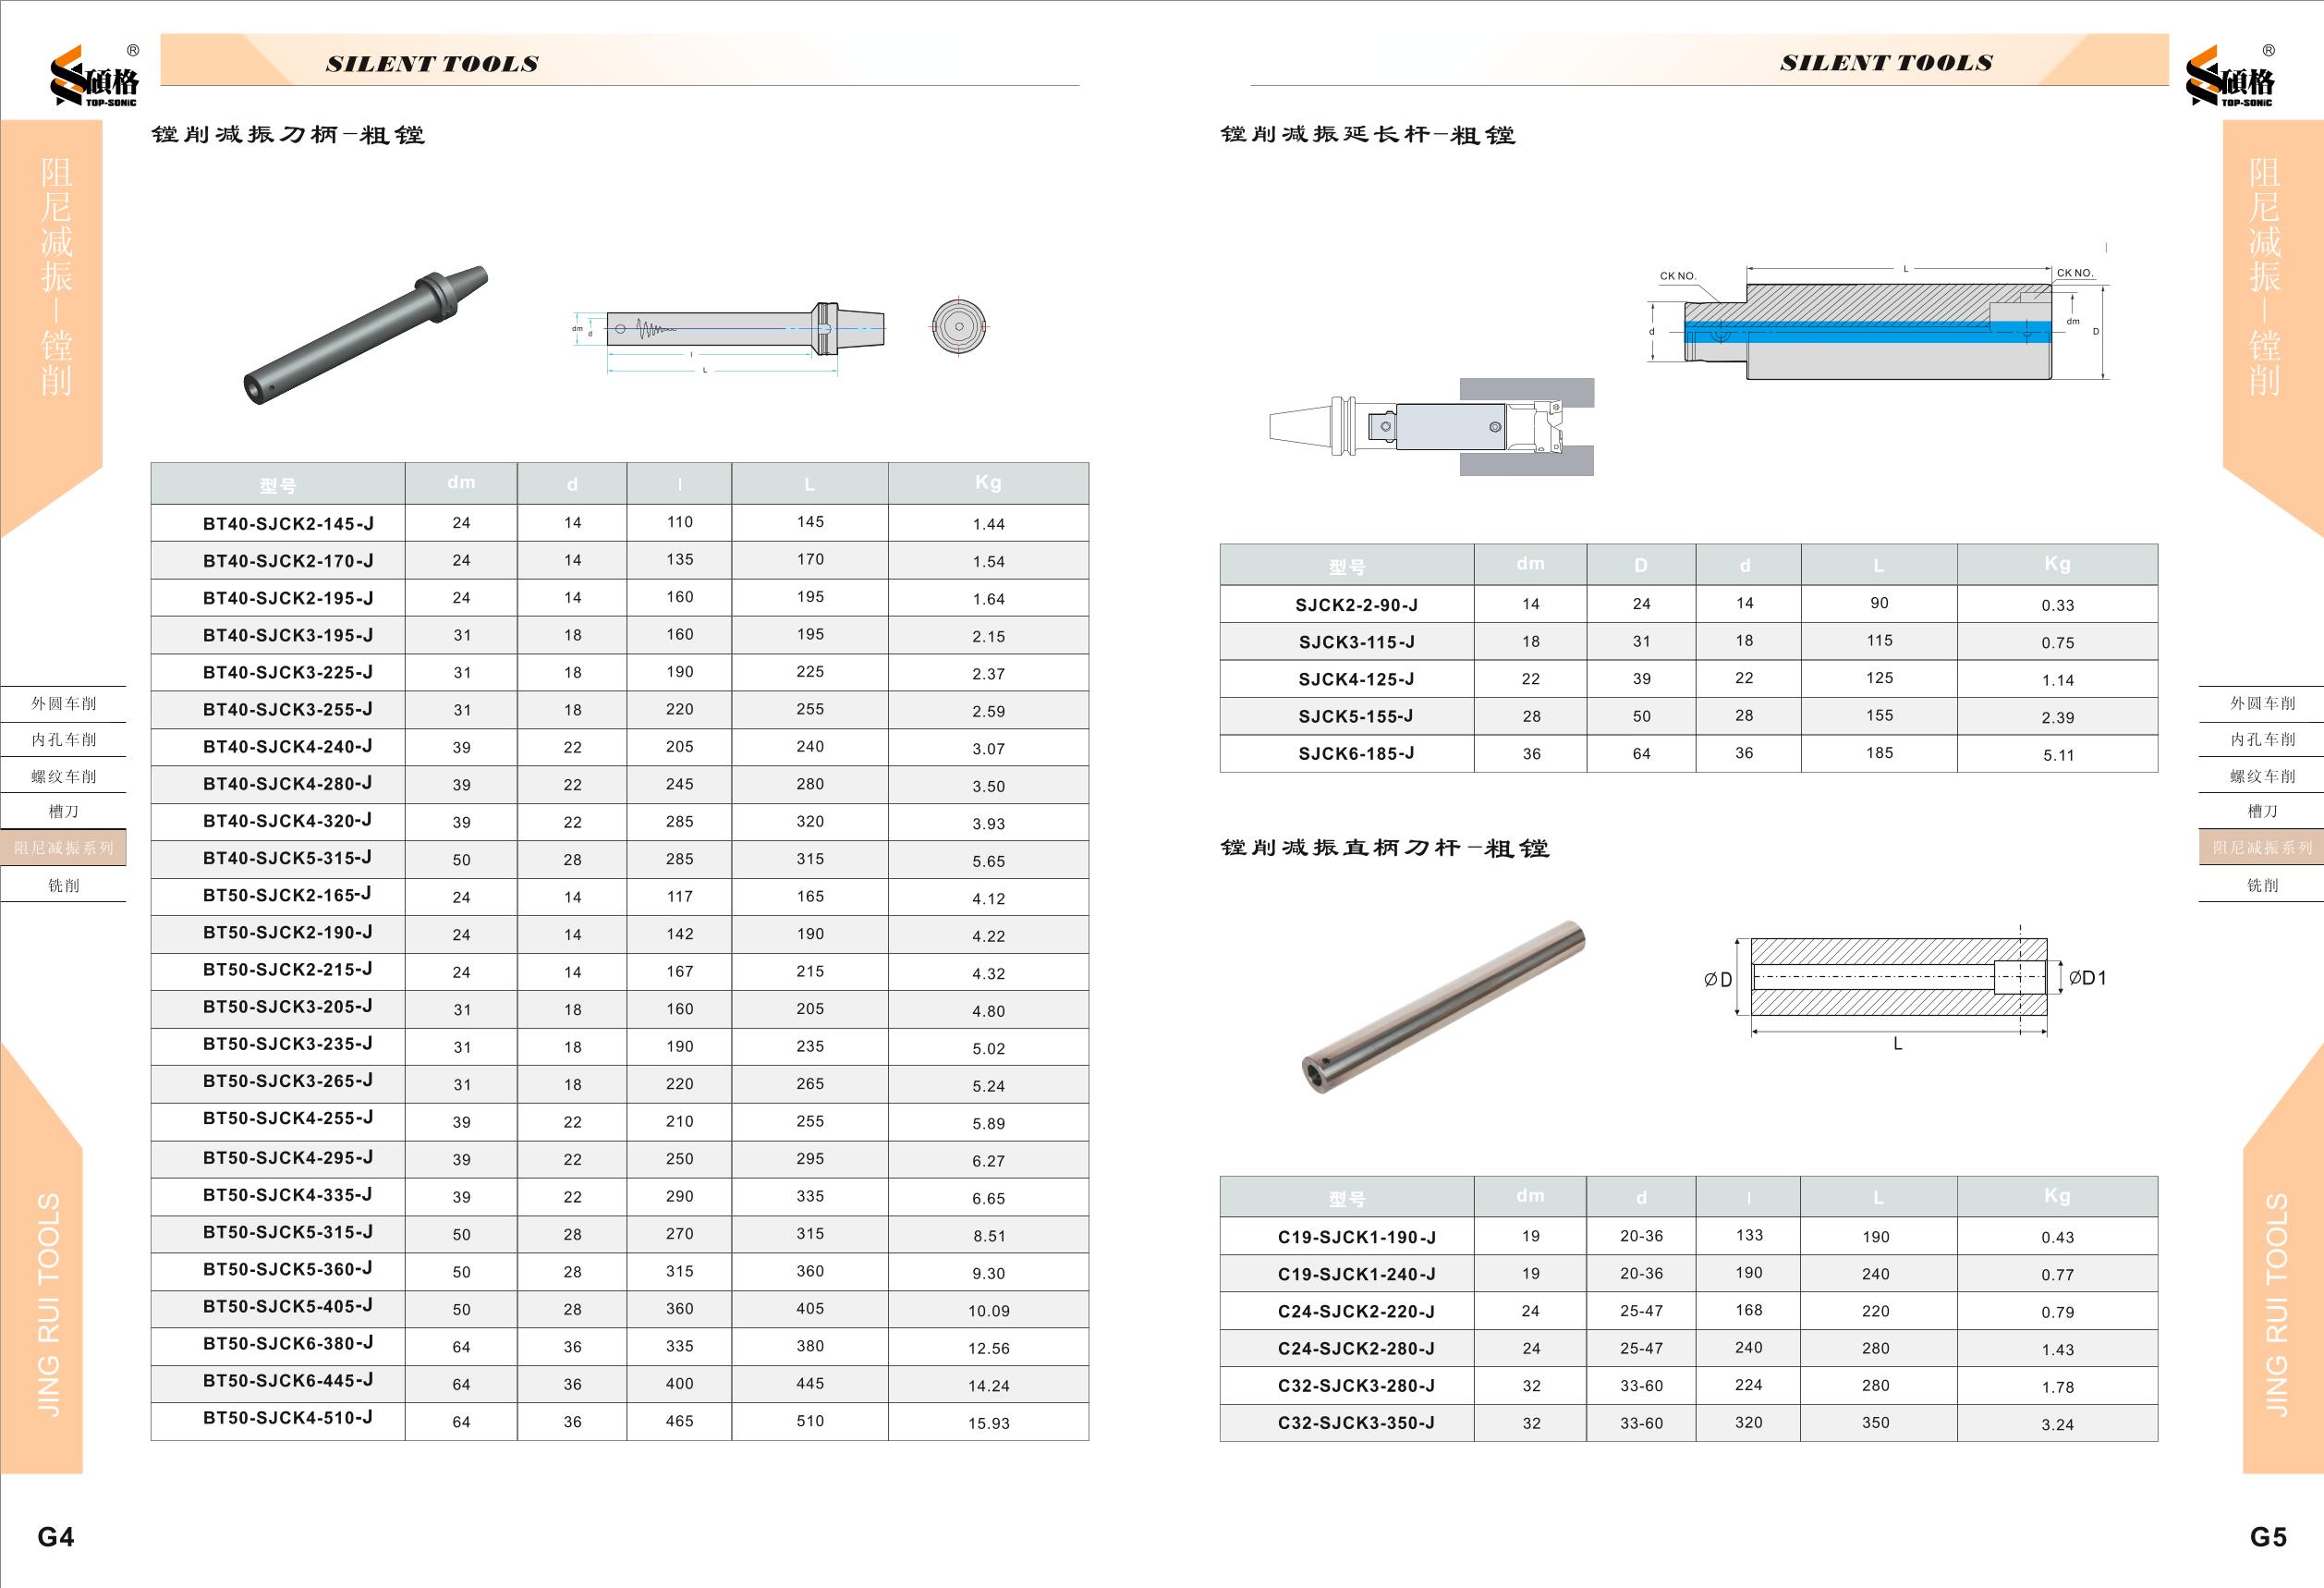 SILENT TOOLS
®
碩格
TOP-SONIC
镗削减振刀柄-粗镗
阻尼减振—镗削
dm
d
l
L
型号 dm d l L Kg
BT40-SJCK2-145-J 24 14 110 145 1.44
BT40-SJCK2-170-J 24 14 135 170 1.54
BT40-SJCK2-195-J 24 14 160 195 1.64
BT40-SJCK3-195-J 31 18 160 195 2.15
BT40-SJCK3-225-J 31 18 190 225 2.37
BT40-SJCK3-255-J 31 18 220 255 2.59
BT40-SJCK4-240-J 39 22 205 240 3.07
BT40-SJCK4-280-J 39 22 245 280 3.50
BT40-SJCK4-320-J 39 22 285 320 3.93
BT40-SJCK5-315-J 50 28 285 315 5.65
BT50-SJCK2-165-J 24 14 117 165 4.12
BT50-SJCK2-190-J 24 14 142 190 4.22
BT50-SJCK2-215-J 24 14 167 215 4.32
BT50-SJCK3-205-J 31 18 160 205 4.80
BT50-SJCK3-235-J 31 18 190 235 5.02
BT50-SJCK3-265-J 31 18 220 265 5.24
BT50-SJCK4-255-J 39 22 210 255 5.89
BT50-SJCK4-295-J 39 22 250 295 6.27
BT50-SJCK4-335-J 39 22 290 335 6.65
BT50-SJCK5-315-J 50 28 270 315 8.51
BT50-SJCK5-360-J 50 28 315 360 9.30
BT50-SJCK5-405-J 50 28 360 405 10.09
BT50-SJCK6-380-J 64 36 335 380 12.56
BT50-SJCK6-445-J 64 36 400 445 14.24
BT50-SJCK4-510-J 64 36 465 510 15.93
外圆车削
内孔车削
螺纹车削
槽刀
阻尼减振系列
铣削
JING RUI TOOLS
G4
SILENT TOOLS
®
碩格
TOP-SONIC
镗削减振延长杆-粗镗
阻尼减振—镗削
CK NO.
L
CK NO.
d
dm
D
型号 dm D d L Kg
SJCK2-2-90-J 14 24 14 90 0.33
SJCK3-115-J 18 31 18 115 0.75
SJCK4-125-J 22 39 22 125 1.14
SJCK5-155-J 28 50 28 155 2.39
SJCK6-185-J 36 64 36 185 5.11
镗削减振直柄刀杆-粗镗
∅D
∅D1
L
型号 dm d l L Kg
C19-SJCK1-190-J 19 20-36 133 190 0.43
C19-SJCK1-240-J 19 20-36 190 240 0.77
C24-SJCK2-220-J 24 25-47 168 220 0.79
C24-SJCK2-280-J 24 25-47 240 280 1.43
C32-SJCK3-280-J 32 33-60 224 280 1.78
C32-SJCK3-350-J 32 33-60 320 350 3.24
外圆车削
内孔车削
螺纹车削
槽刀
阻尼减振系列
铣削
JING RUI TOOLS
G5